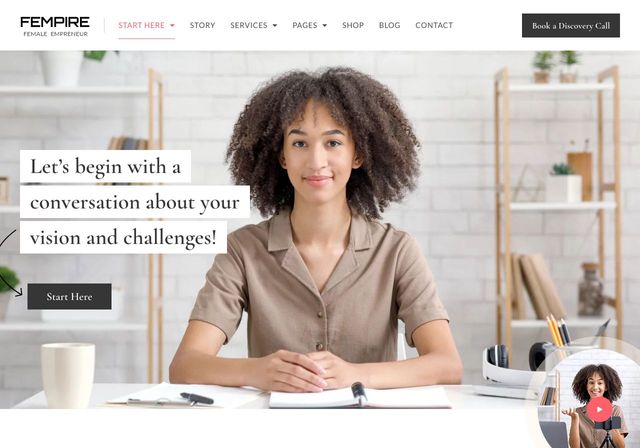 FEMPIRE
FEMALE EMPRENEUR
START HERE
STORY
SERVICES
PAGES
SHOP
BLOG
CONTACT
Book a Discovery Call
Let's begin with a
conversation about your
vision and challenges!
Start Here